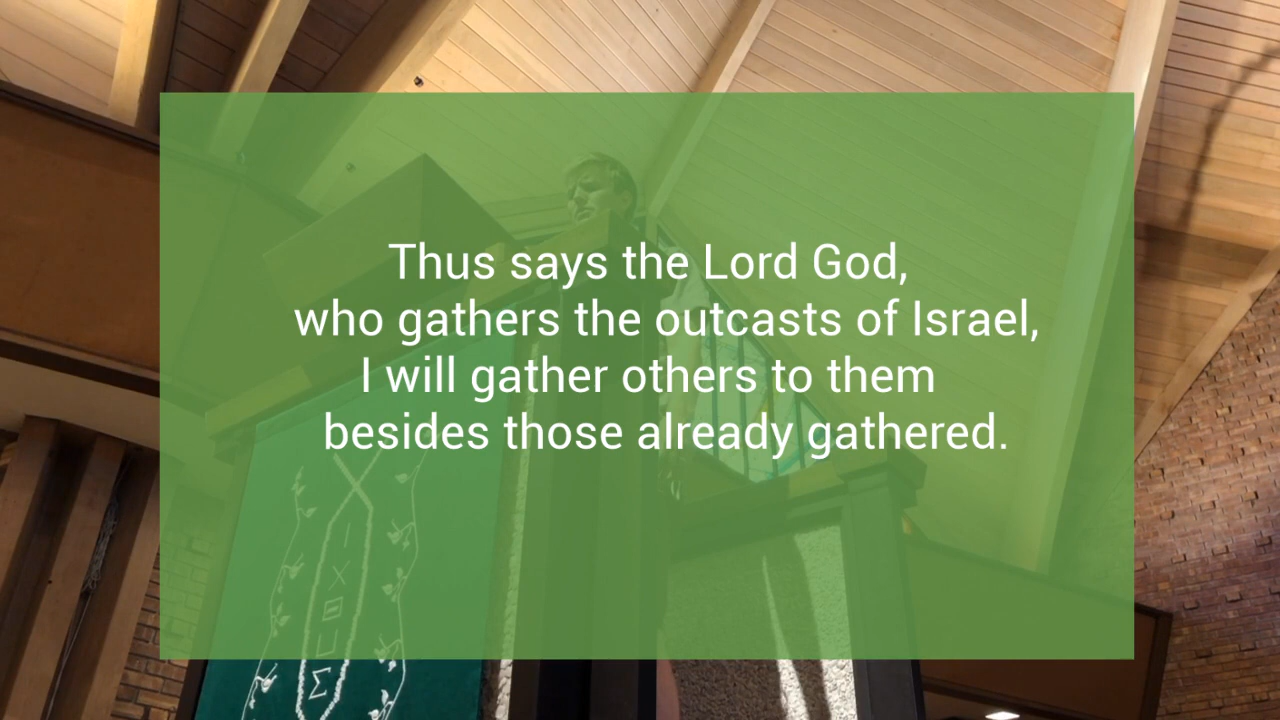 Thus says the Lord God,
who gathers the outcasts of Israel,
I will gather others to them
besides those already gathered.